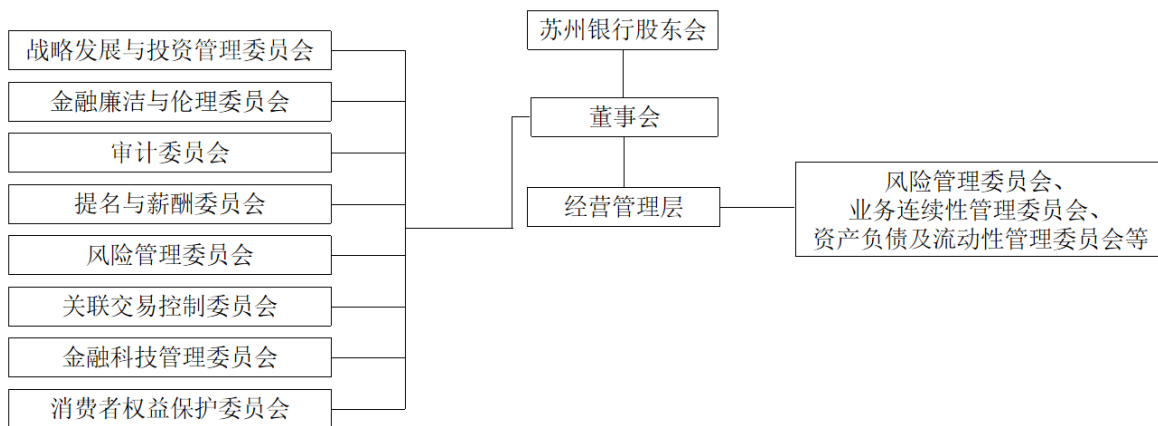 苏州银行股东会
董事会
经营管理层
战略发展与投资管理委员会
金融廉洁与伦理委员会
审计委员会
提名与薪酬委员会
风险管理委员会
关联交易控制委员会
金融科技管理委员会
消费者权益保护委员会
风险管理委员会、
业务连续性管理委员会、
资产负债及流动性管理委员会等